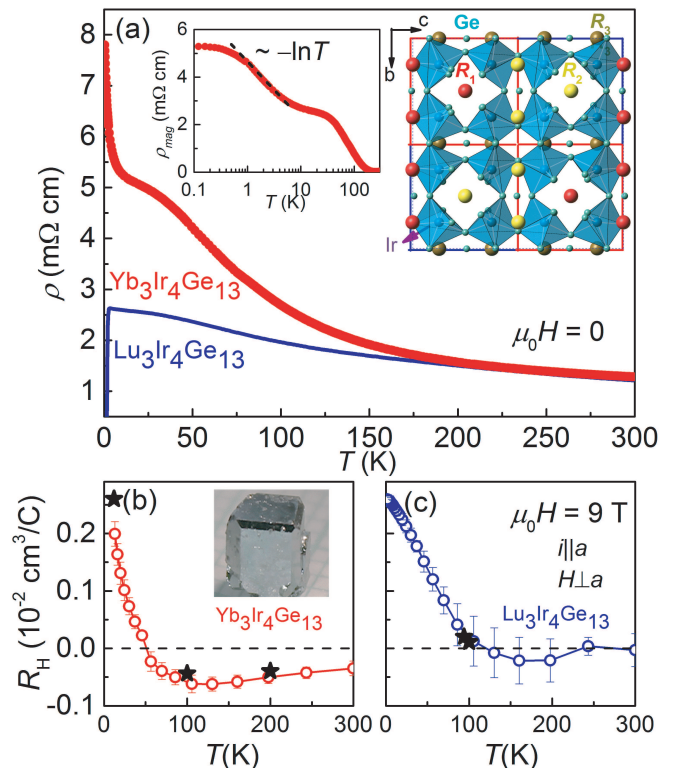 (a)
8
7
6
5
4
3
2
1
ρ (mΩ cm)
0
50
100
150
200
250
300
T (K)
Yb3Ir4Ge13
Lu3Ir4Ge13
μ0H = 0
6
4
2
0
ρmag (mΩ cm)
~ –lnT
0.1
1
10
100
T (K)
c
b
Ge
R3
R1
R2
Ir
(b)
0.2
0.1
0.0
-0.1
RH (10-2 cm3/C)
Yb3Ir4Ge13
0
100
200
300
T(K)
(c)
μ0H = 9 T
i||a
H⊥a
Lu3Ir4Ge13
0
100
200
300
T(K)